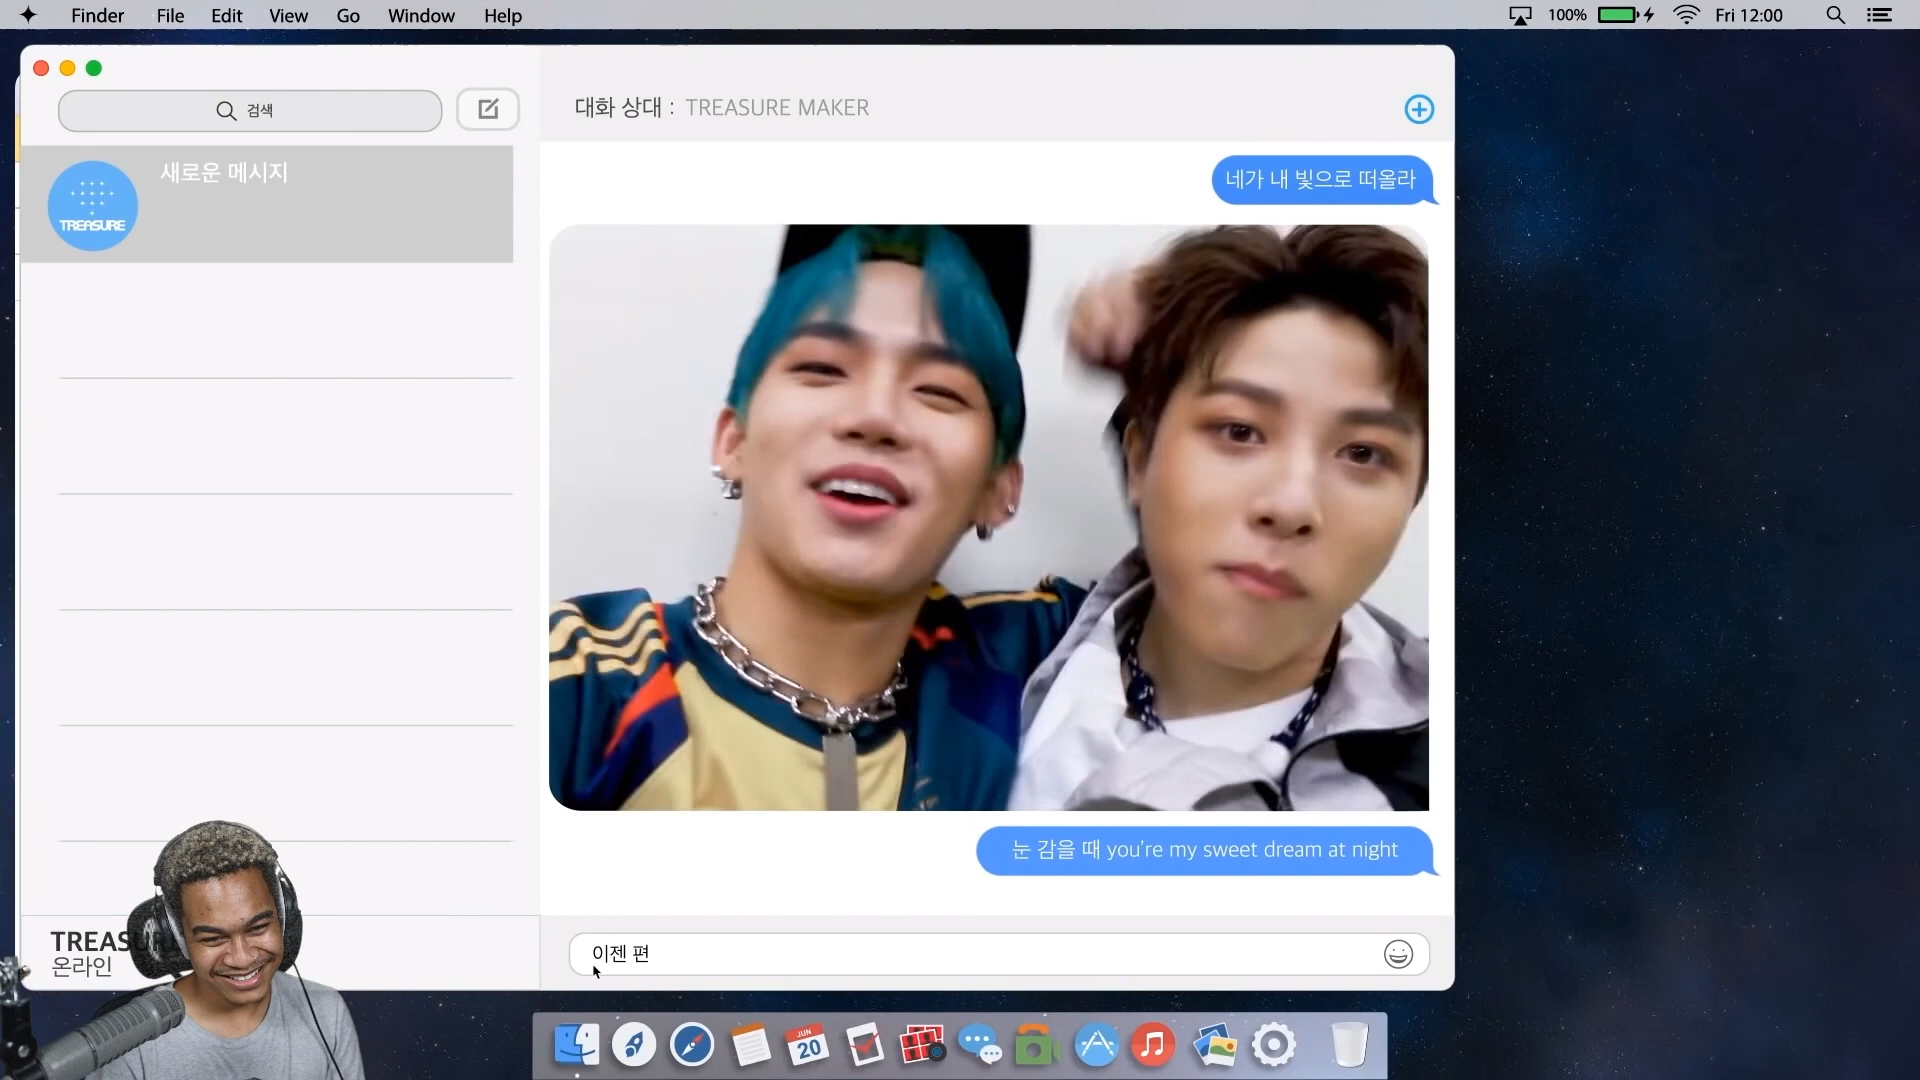 Finder File Edit View Go Window Help
100% Fri 12:00
검색
대화 상대 : TREASURE MAKER
새로운 메시지
TREASURE
네가 내 빛으로 떠올라
눈 감을 때 you're my sweet dream at night
TREASUR
온라인
이젠 편
JUN
20